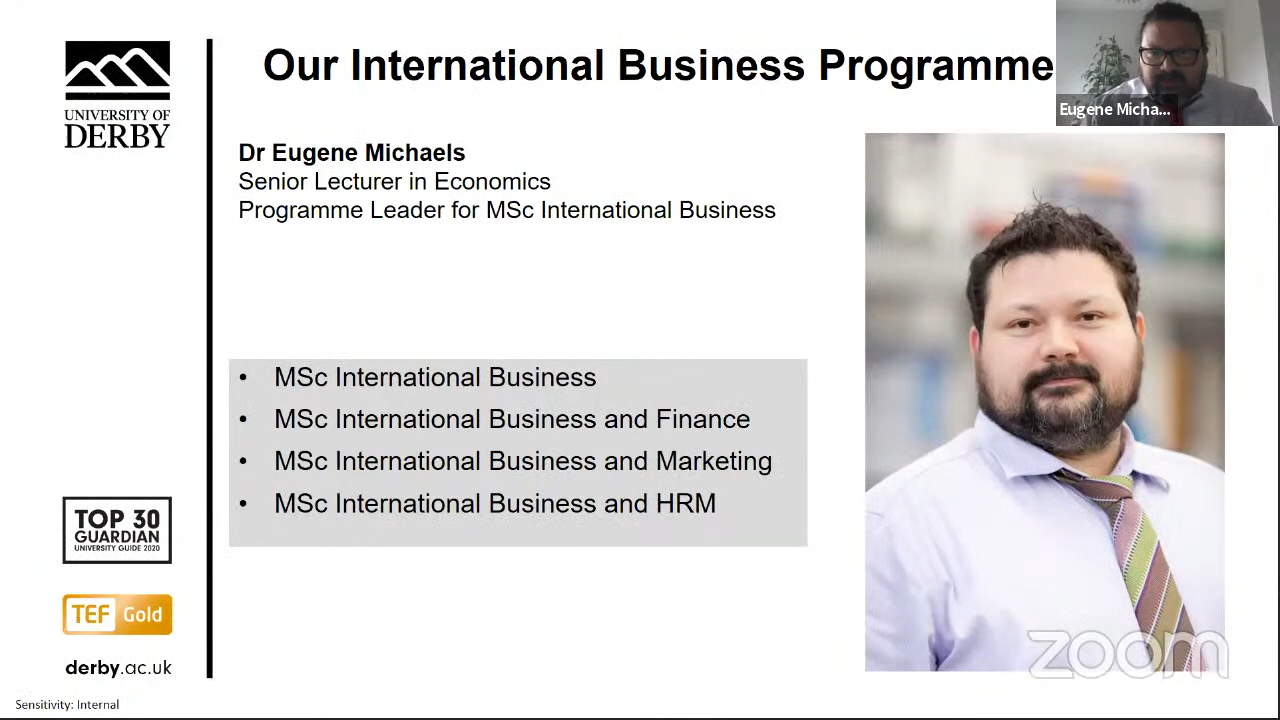 Our International Business Programme
Eugene Micha...
UNIVERSITY OF
DERBY
Dr Eugene Michaels
Senior Lecturer in Economics
Programme Leader for MSc International Business
• MSc International Business
• MSc International Business and Finance
• MSc International Business and Marketing
• MSc International Business and HRM
TOP 30
GUARDIAN
UNIVERSITY GUIDE 2020
TEF Gold
derby.ac.uk
zoom
Sensitivity: Internal